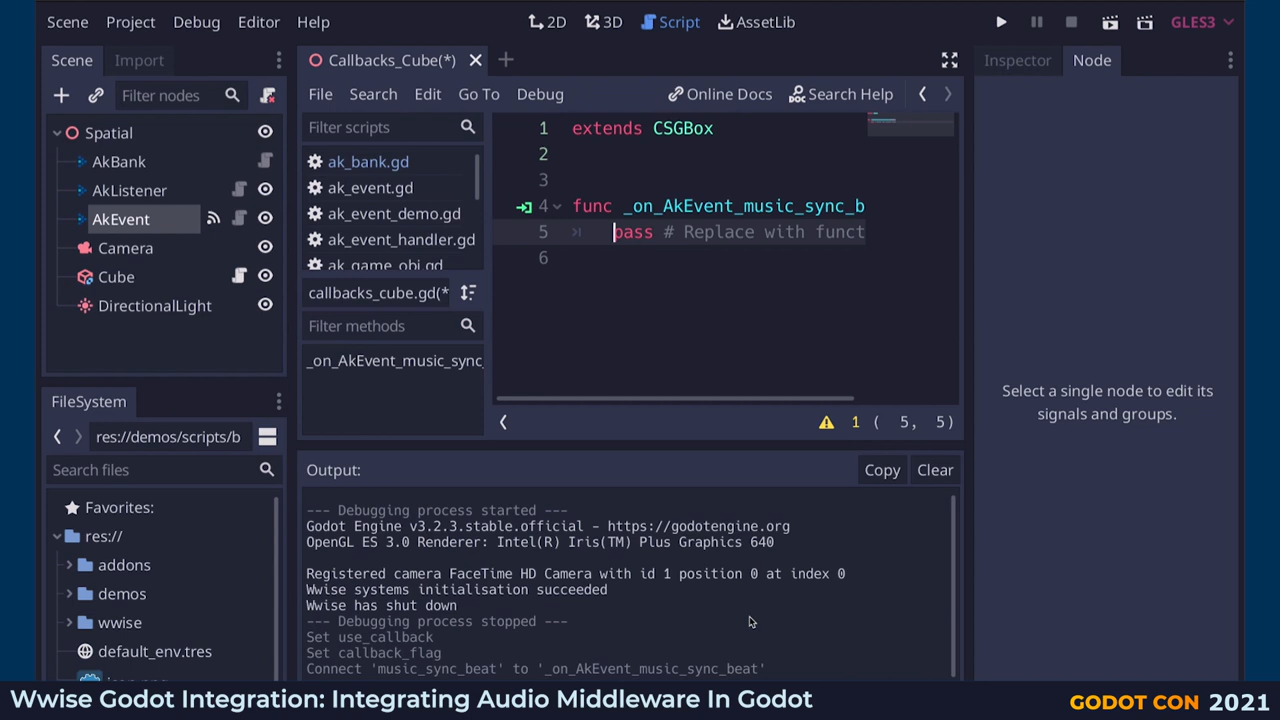 Scene Project Debug Editor Help 2D 3D Script AssetLib GLES3
Scene Import
Filter nodes
Spatial
AkBank
AkListener
AkEvent
Camera
Cube
DirectionalLight
FileSystem
res://demos/scripts/b
Search files
Favorites:
res://
addons
demos
wwise
default_env.tres
Callbacks_Cube(*)
File Search Edit Go To Debug Online Docs Search Help
Filter scripts
ak_bank.gd
ak_event.gd
ak_event_demo.gd
ak_event_handler.gd
ak_game_obj.gd
callbacks_cube.gd(*
Filter methods
_on_AkEvent_music_sync_
1 extends CSGBox
2
3
4 func _on_AkEvent_music_sync_b
5 pass # Replace with funct
6
1 ( 5, 5)
Output: Copy Clear
--- Debugging process started ---
Godot Engine v3.2.3.stable.official - https://godotengine.org
OpenGL ES 3.0 Renderer: Intel(R) Iris(TM) Plus Graphics 640
Registered camera FaceTime HD Camera with id 1 position 0 at index 0
Wwise systems initialisation succeeded
Wwise has shut down
--- Debugging process stopped ---
Set use_callback
Set callback_flag
Connect 'music_sync_beat' to '_on_AkEvent_music_sync_beat'
Inspector Node
Select a single node to edit its
signals and groups.
Wwise Godot Integration: Integrating Audio Middleware In Godot
GODOT CON 2021